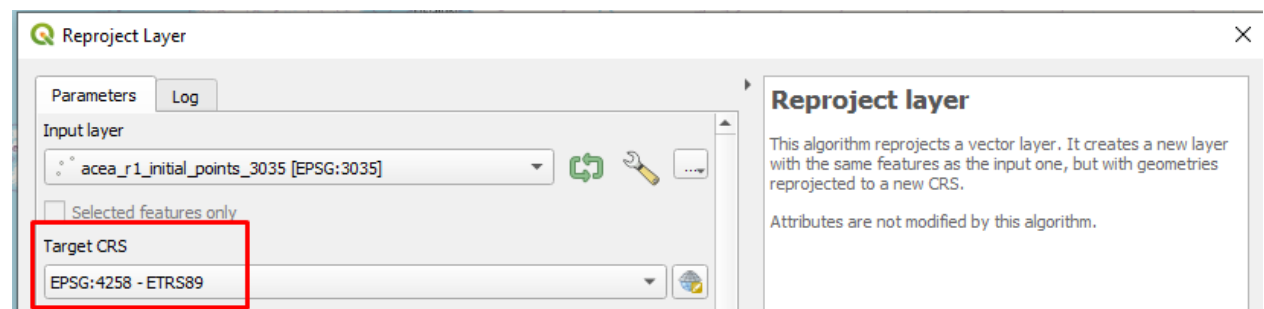 Reproject Layer
Parameters
Log
Input layer
acea_r1_initial_points_3035 [EPSG:3035]
...
Selected features only
Target CRS
EPSG:4258 - ETRS89
Reproject layer
This algorithm reprojects a vector layer. It creates a new layer
with the same features as the input one, but with geometries
reprojected to a new CRS.
Attributes are not modified by this algorithm.